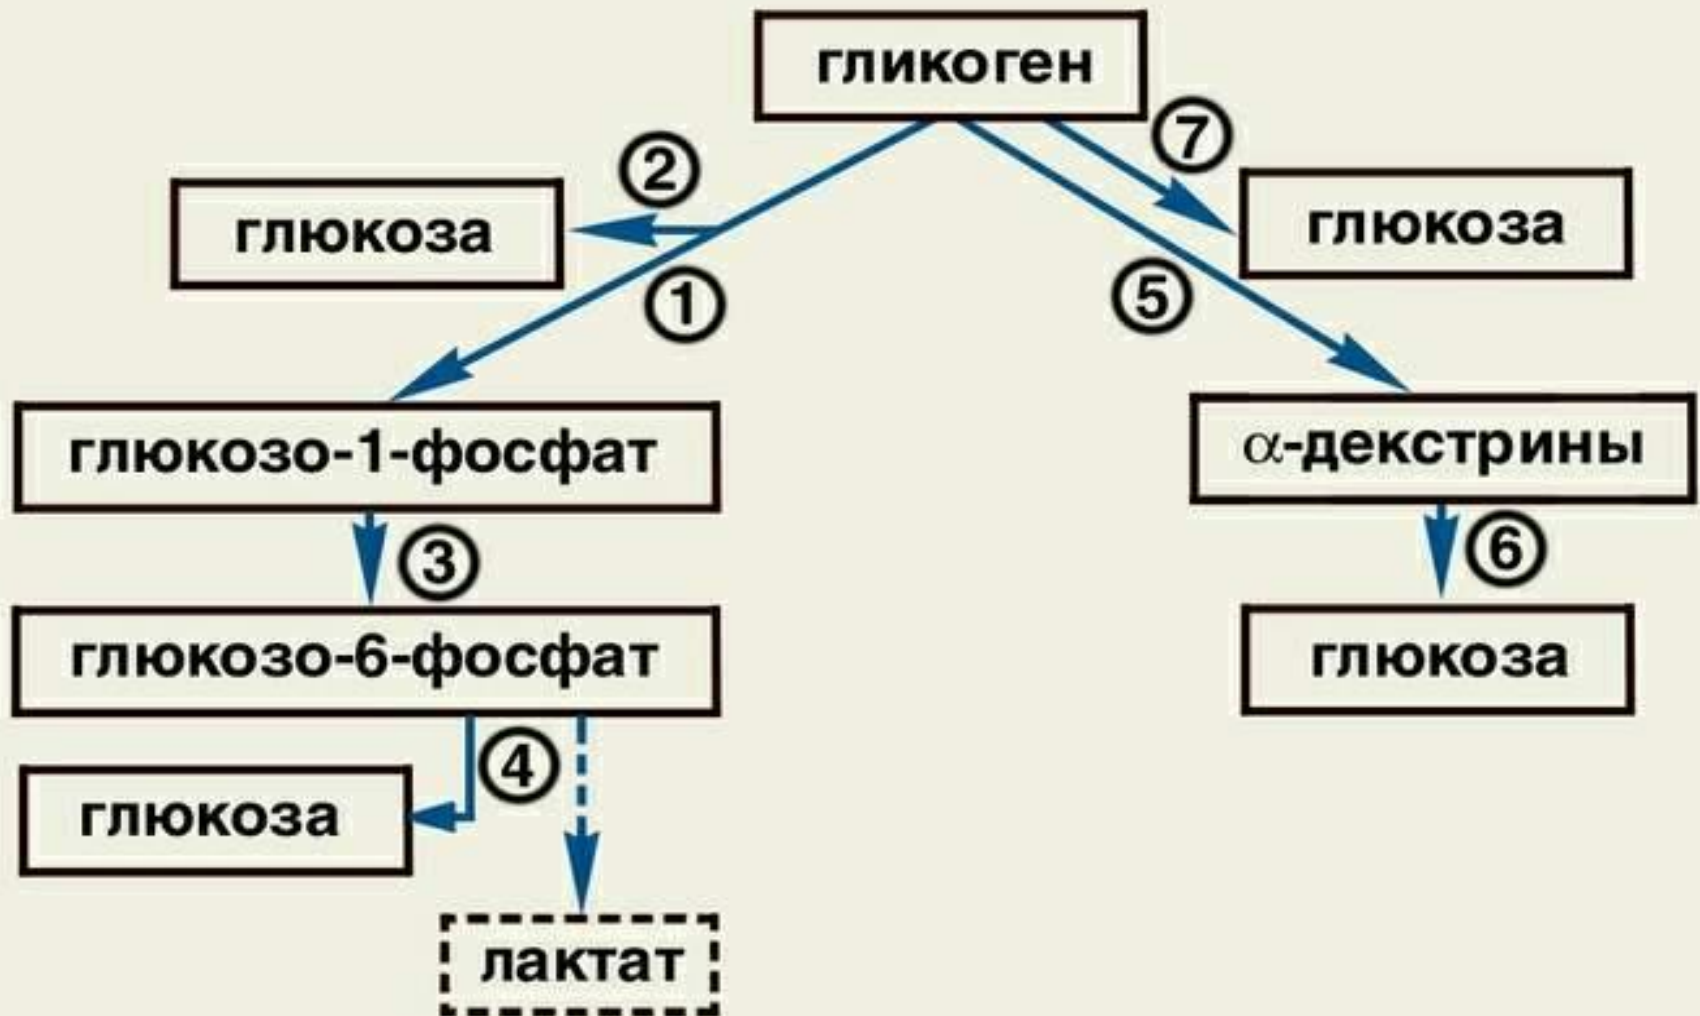 гликоген
7
2
глюкоза
глюкоза
1
5
глюкозо-1-фосфат
α-декстрины
3
6
глюкозо-6-фосфат
глюкоза
4
глюкоза
лактат